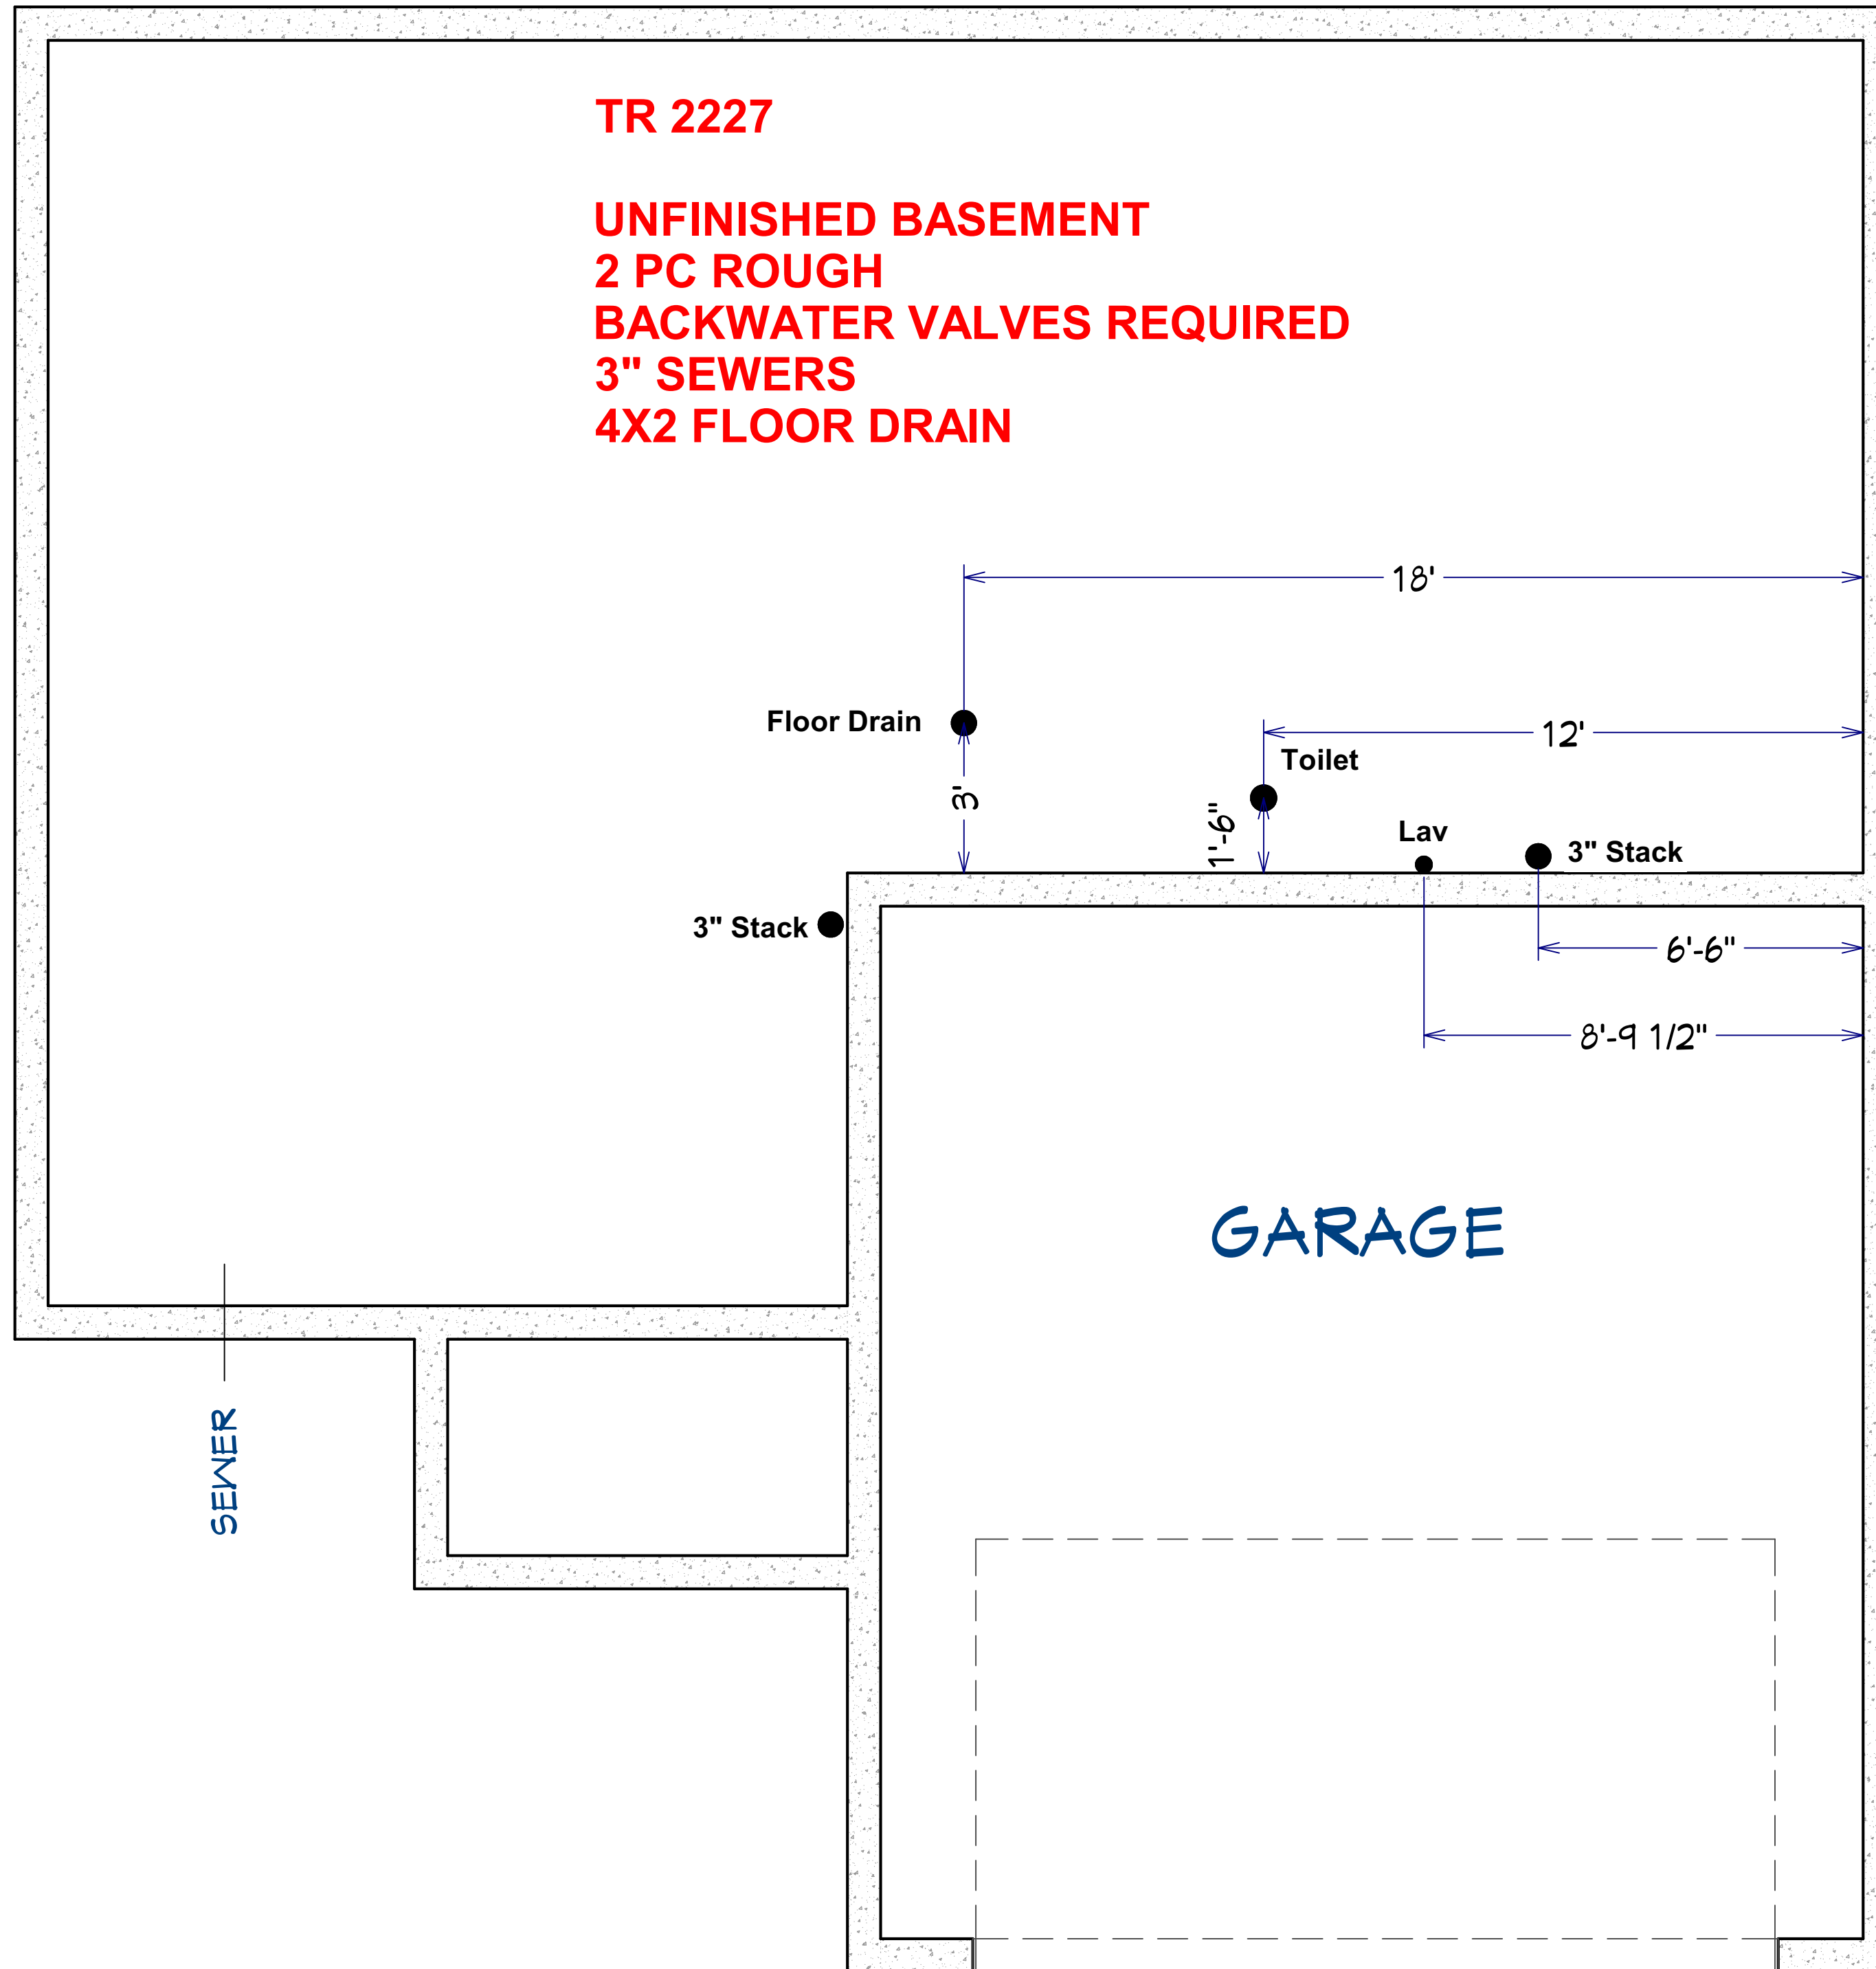 TR 2227
UNFINISHED BASEMENT
2 PC ROUGH
BACKWATER VALVES REQUIRED
3" SEWERS
4X2 FLOOR DRAIN
18'
Floor Drain
12'
Toilet
3'
1'-6"
Lav
3" Stack
3" Stack
6'-6"
8'-9 1/2"
GARAGE
SEWER